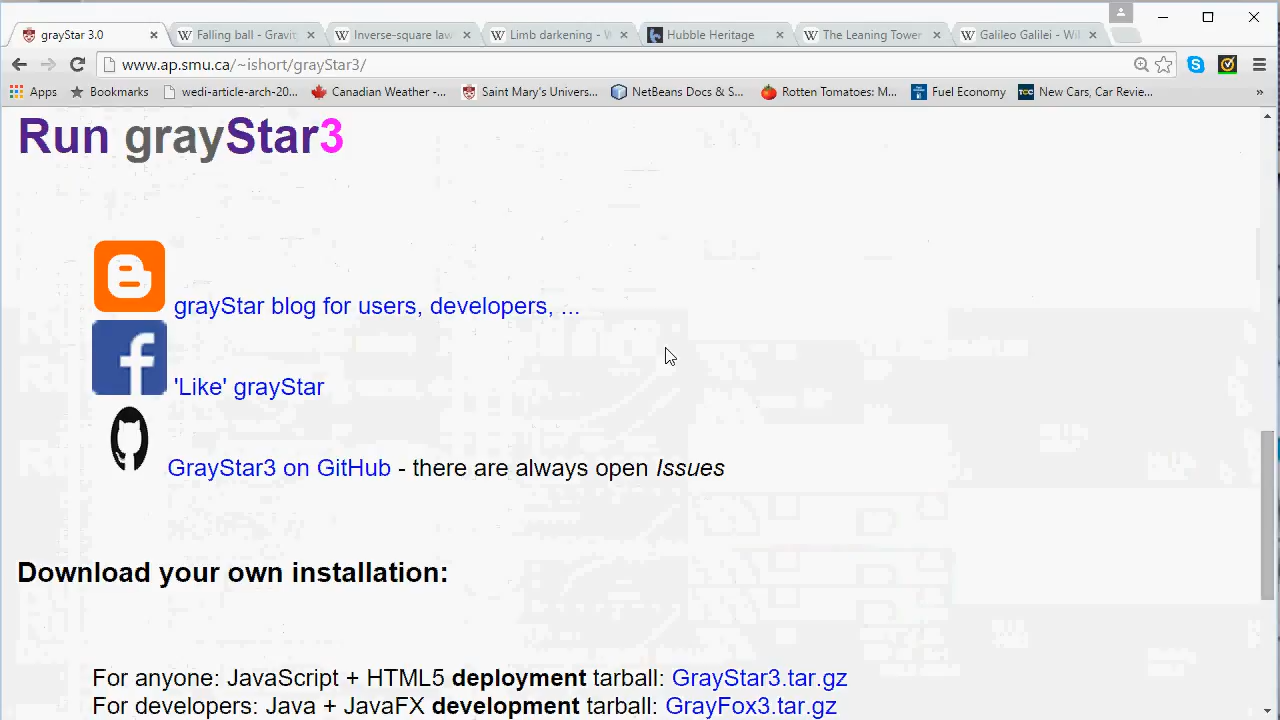 grayStar 3.0
Falling ball - Gravit
Inverse-square law
Limb darkening - W
Hubble Heritage
The Leaning Tower
Galileo Galilei - Wil
www.ap.smu.ca/~ishort/grayStar3/
Apps
Bookmarks
wedi-article-arch-20...
Canadian Weather -...
Saint Mary's Univers...
NetBeans Docs & S...
Rotten Tomatoes: M...
Fuel Economy
New Cars, Car Revie...
»
Run grayStar3
grayStar blog for users, developers, ...
'Like' grayStar
GrayStar3 on GitHub - there are always open Issues
Download your own installation:
For anyone: JavaScript + HTML5 deployment tarball: GrayStar3.tar.gz
For developers: Java + JavaFX development tarball: GrayFox3.tar.gz